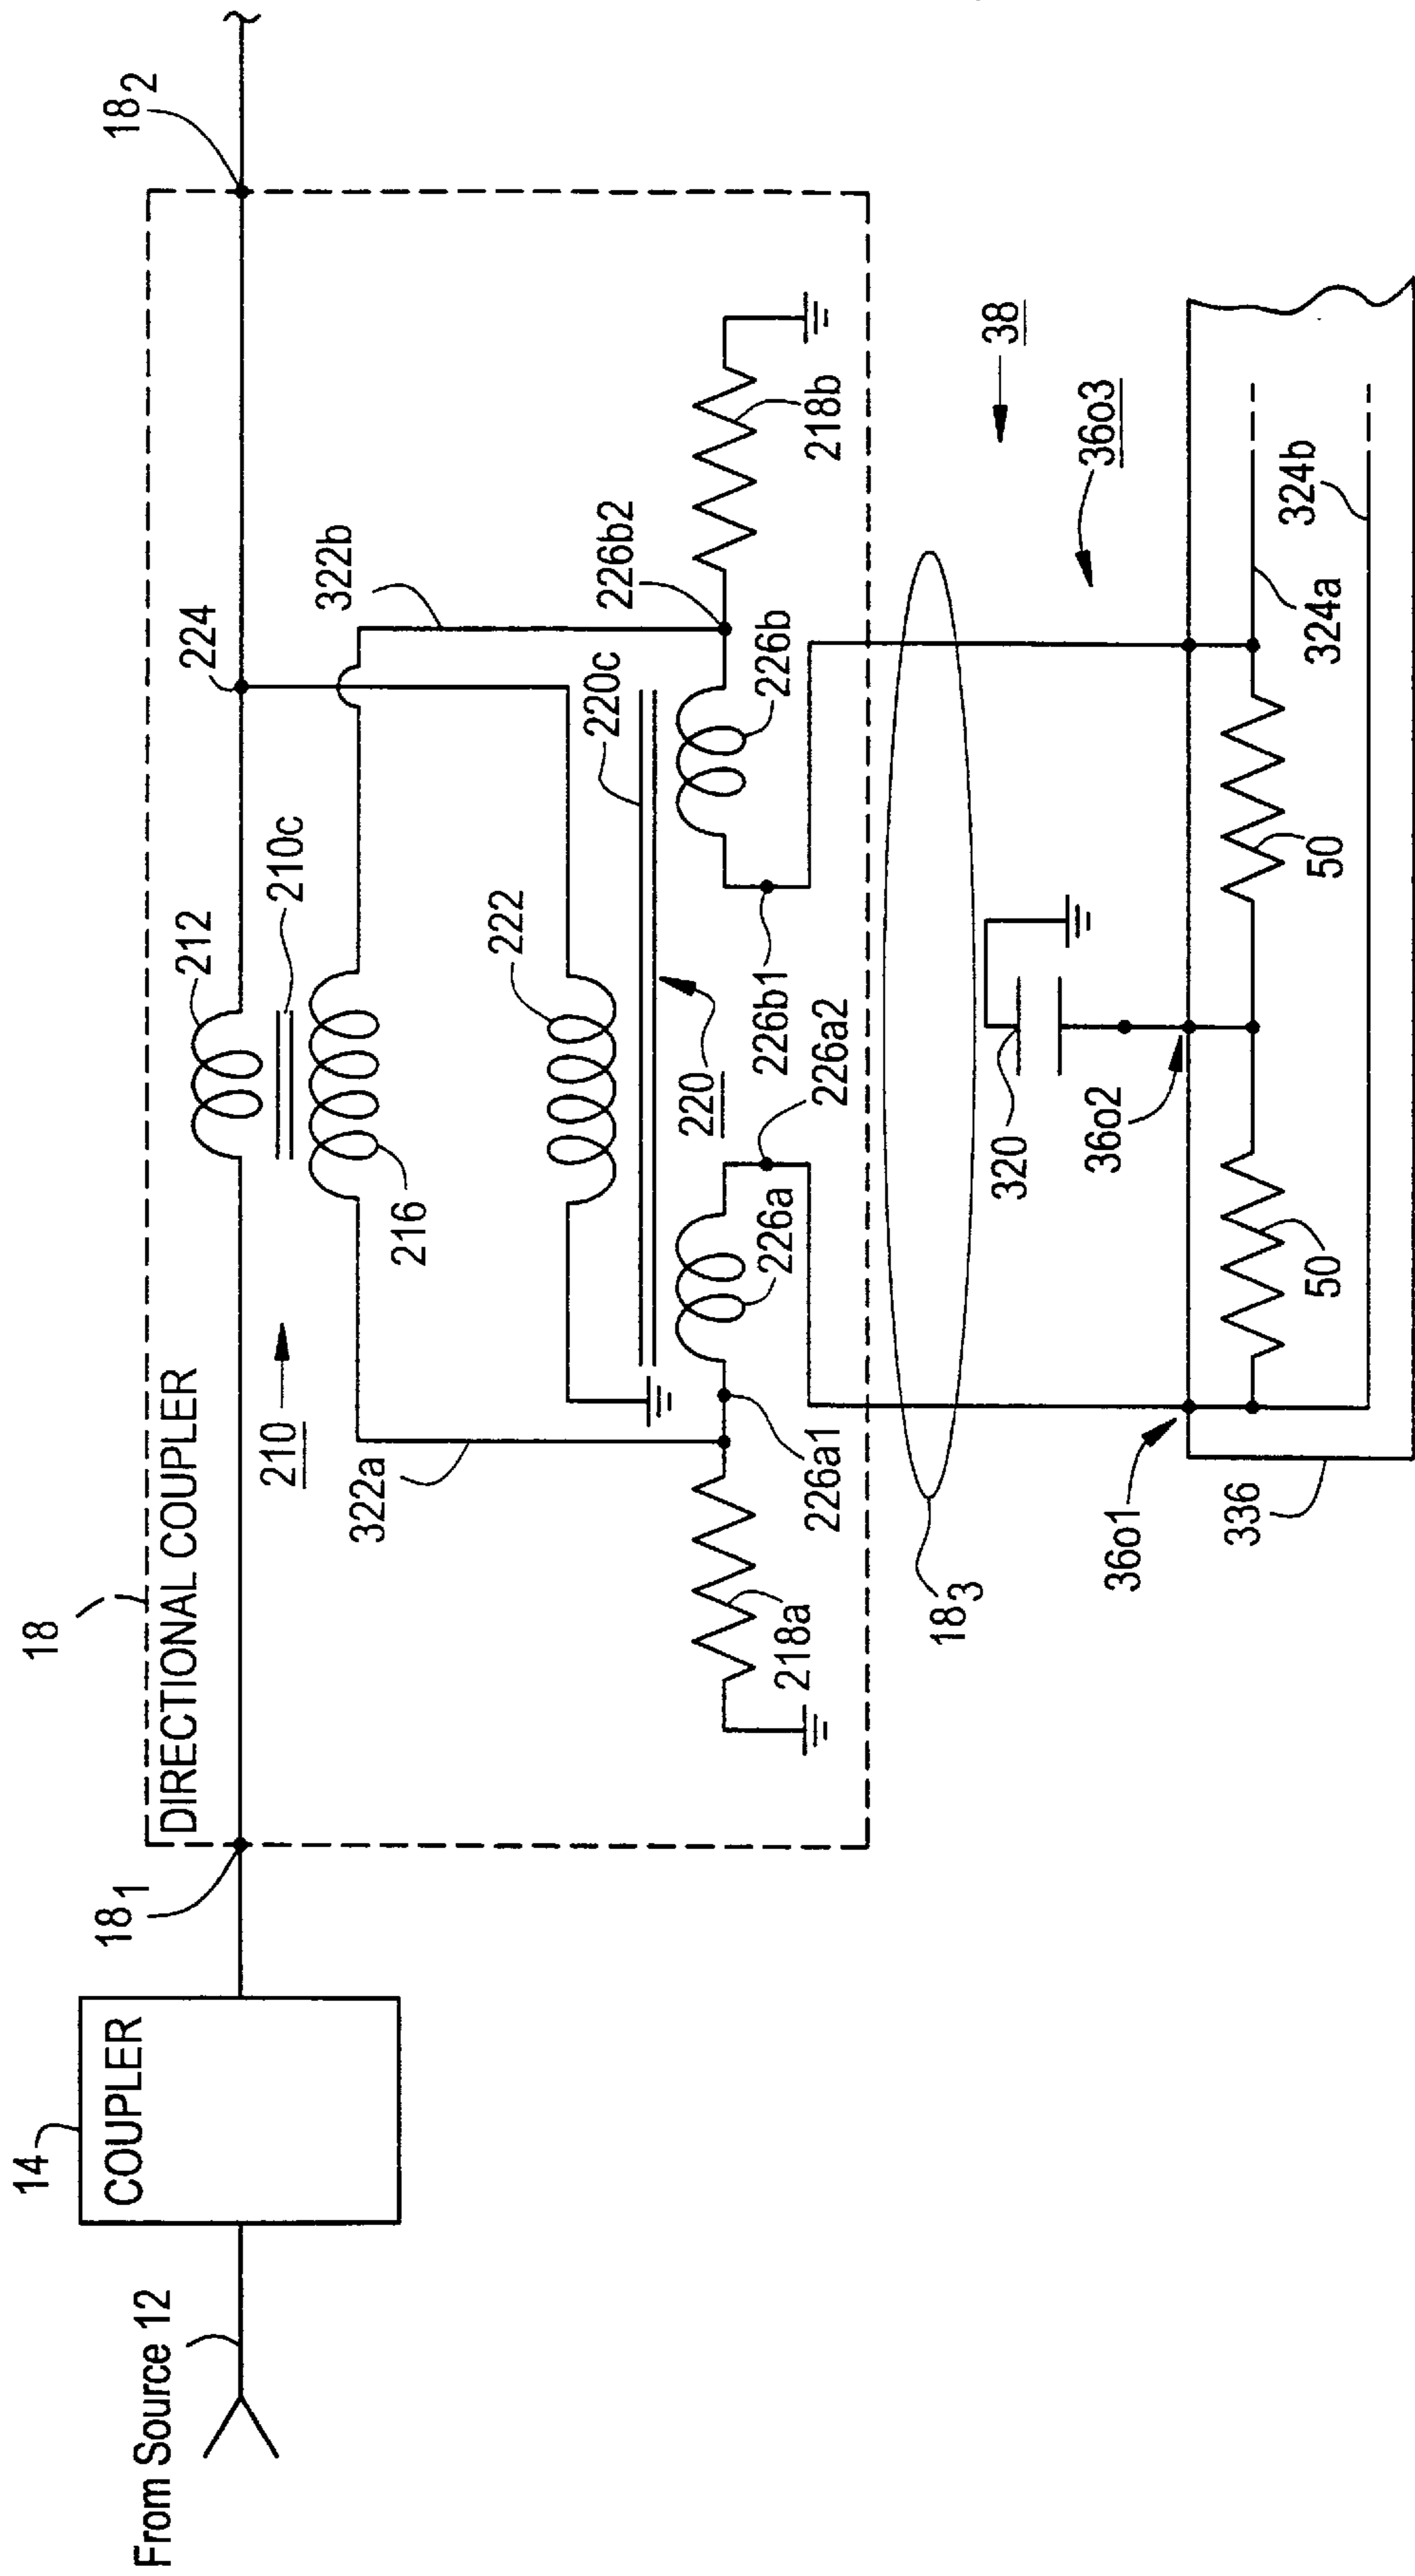 From Source 12
14
COUPLER
18₁
18
DIRECTIONAL COUPLER
18₂
212
210c
224
210
216
322b
322a
222
220c
220
226b2
226b
218b
226b1
226a2
226a
226a1
218a
18₃
38
36o3
320
36o2
36o1
336
50
50
324a
324b